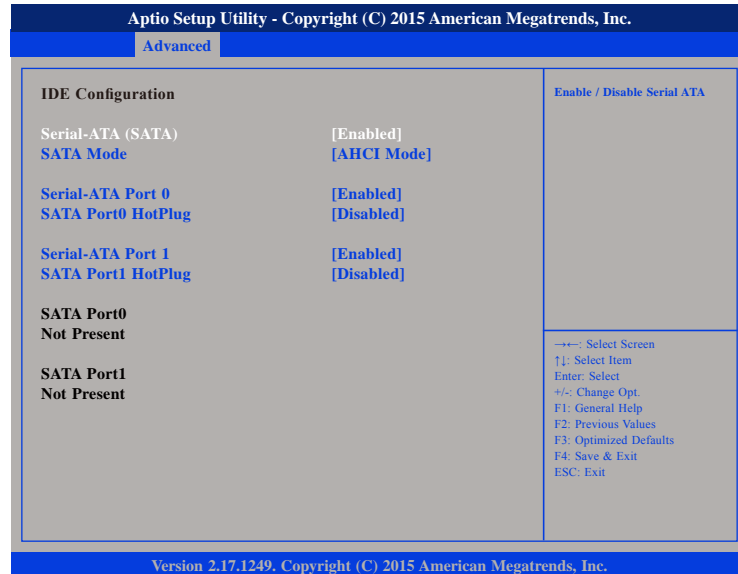 Aptio Setup Utility - Copyright (C) 2015 American Megatrends, Inc.
Advanced
IDE Configuration
Serial-ATA (SATA) [Enabled]
SATA Mode [AHCI Mode]
Serial-ATA Port 0 [Enabled]
SATA Port0 HotPlug [Disabled]
Serial-ATA Port 1 [Enabled]
SATA Port1 HotPlug [Disabled]
SATA Port0
Not Present
SATA Port1
Not Present
Enable / Disable Serial ATA
→←: Select Screen
↑↓: Select Item
Enter: Select
+/-: Change Opt.
F1: General Help
F2: Previous Values
F3: Optimized Defaults
F4: Save & Exit
ESC: Exit
Version 2.17.1249. Copyright (C) 2015 American Megatrends, Inc.